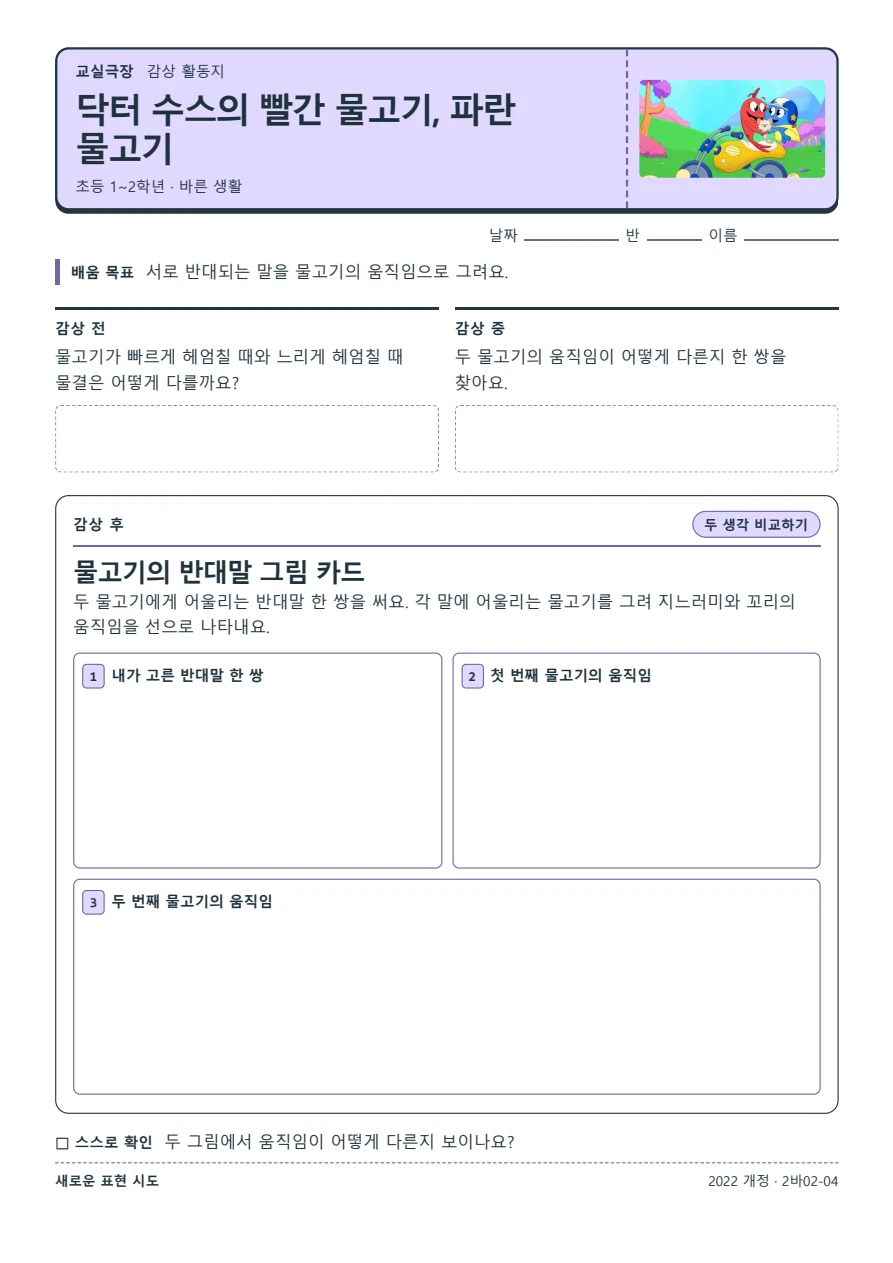 교실극장 감상 활동지
닥터 수스의 빨간 물고기, 파란
물고기
초등 1~2학년 · 바른 생활
날짜 반 이름
배움 목표 서로 반대되는 말을 물고기의 움직임으로 그려요.
감상 전
물고기가 빠르게 헤엄칠 때와 느리게 헤엄칠 때
물결은 어떻게 다를까요?
감상 중
두 물고기의 움직임이 어떻게 다른지 한 쌍을
찾아요.
감상 후
두 생각 비교하기
물고기의 반대말 그림 카드
두 물고기에게 어울리는 반대말 한 쌍을 써요. 각 말에 어울리는 물고기를 그려 지느러미와 꼬리의
움직임을 선으로 나타내요.
1 내가 고른 반대말 한 쌍
2 첫 번째 물고기의 움직임
3 두 번째 물고기의 움직임
□ 스스로 확인 두 그림에서 움직임이 어떻게 다른지 보이나요?
새로운 표현 시도
2022 개정 · 2바02-04